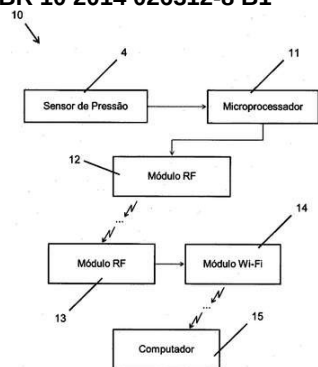 BR 10 2014 026512-8 B1
10
4
11
Sensor de Pressão
Microprocessador
12
Módulo RF
14
Módulo RF
Módulo Wi-Fi
13
15
Computador